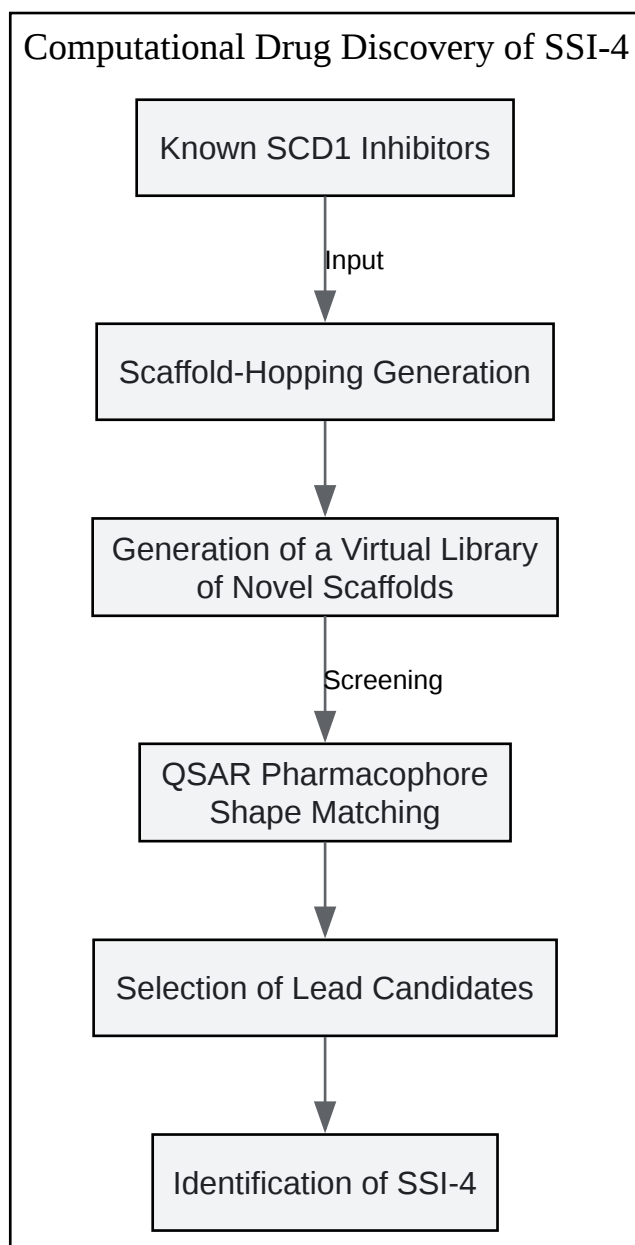 Computational Drug Discovery of SSI-4
Known SCD1 Inhibitors
Input
Scaffold-Hopping Generation
Generation of a Virtual Library
of Novel Scaffolds
Screening
QSAR Pharmacophore
Shape Matching
Selection of Lead Candidates
Identification of SSI-4